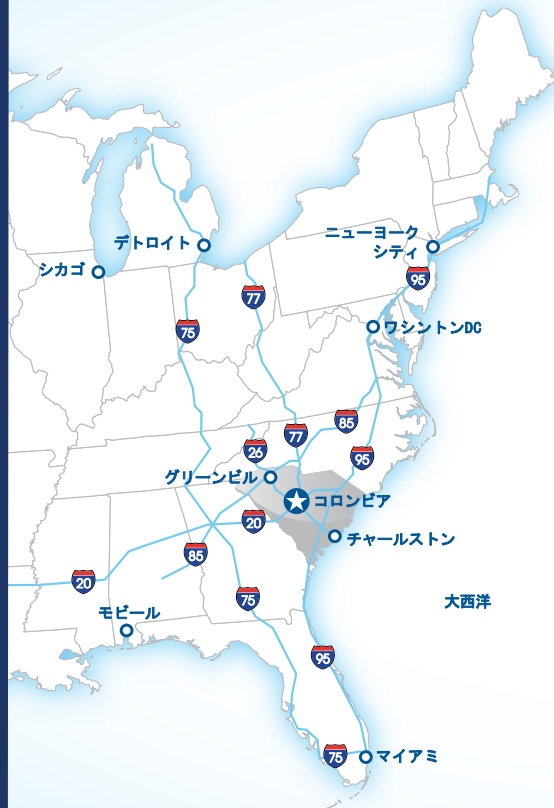 デトロイト
シカゴ
ニューヨーク
シティ
95
77
75
ワシントンDC
85
77
26
95
グリーンビル
コロンビア
20
チャールストン
85
20
75
大西洋
モビール
95
75
マイアミ